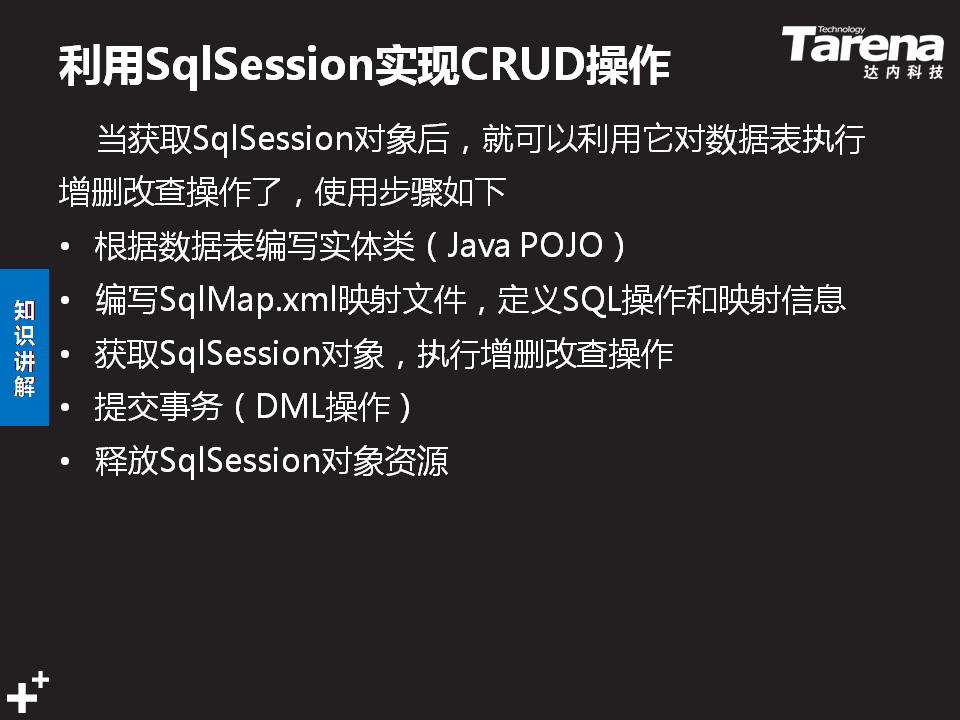 利用SqlSession实现CRUD操作
Technology
Tarena
达内科技
当获取SqlSession对象后，就可以利用它对数据表执行
增删改查操作了，使用步骤如下
• 根据数据表编写实体类（Java POJO）
• 编写SqlMap.xml映射文件，定义SQL操作和映射信息
• 获取SqlSession对象，执行增删改查操作
• 提交事务（DML操作）
• 释放SqlSession对象资源
知
识
讲
解